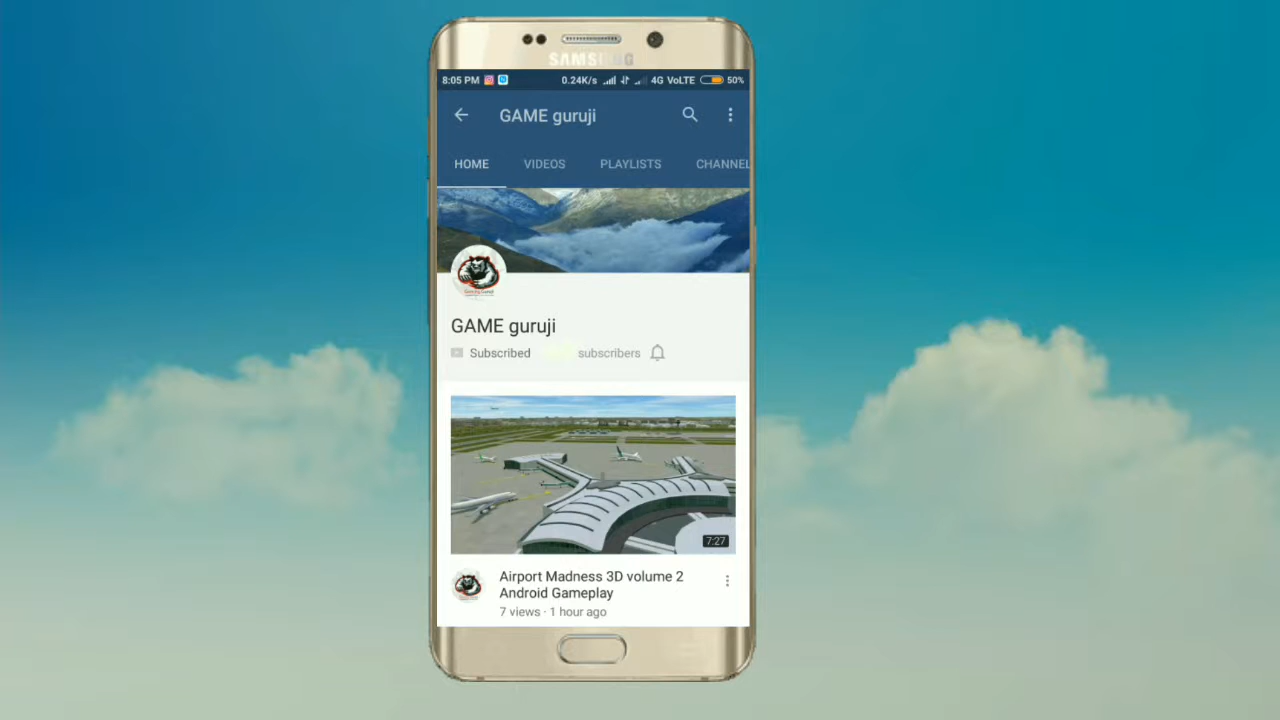 SAMSUNG
8:05 PM 0.24K/s 4G VoLTE 50%
GAME guruji
HOME VIDEOS PLAYLISTS CHANNEL
GAME guruji
Subscribed subscribers
7:27
Airport Madness 3D volume 2
Android Gameplay
7 views · 1 hour ago